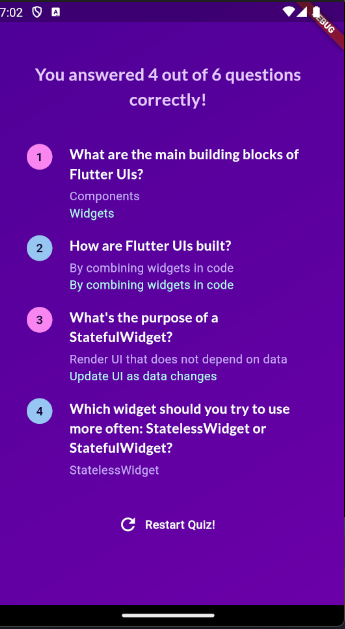 7:02
A
DEBUG
You answered 4 out of 6 questions
correctly!
1
What are the main building blocks of
Flutter UIs?
Components
Widgets
2
How are Flutter UIs built?
By combining widgets in code
By combining widgets in code
3
What's the purpose of a
StatefulWidget?
Render UI that does not depend on data
Update UI as data changes
4
Which widget should you try to use
more often: StatelessWidget or
StatefulWidget?
StatelessWidget
Restart Quiz!